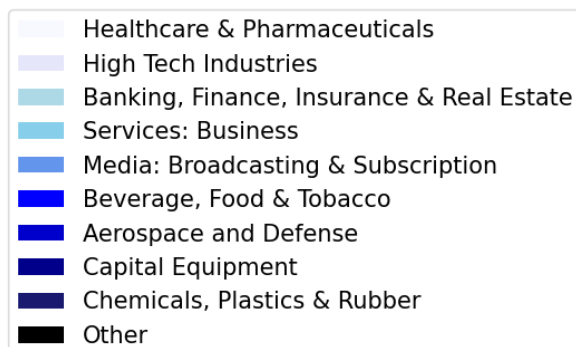 Healthcare & Pharmaceuticals
High Tech Industries
Banking, Finance, Insurance & Real Estate
Services: Business
Media: Broadcasting & Subscription
Beverage, Food & Tobacco
Aerospace and Defense
Capital Equipment
Chemicals, Plastics & Rubber
Other